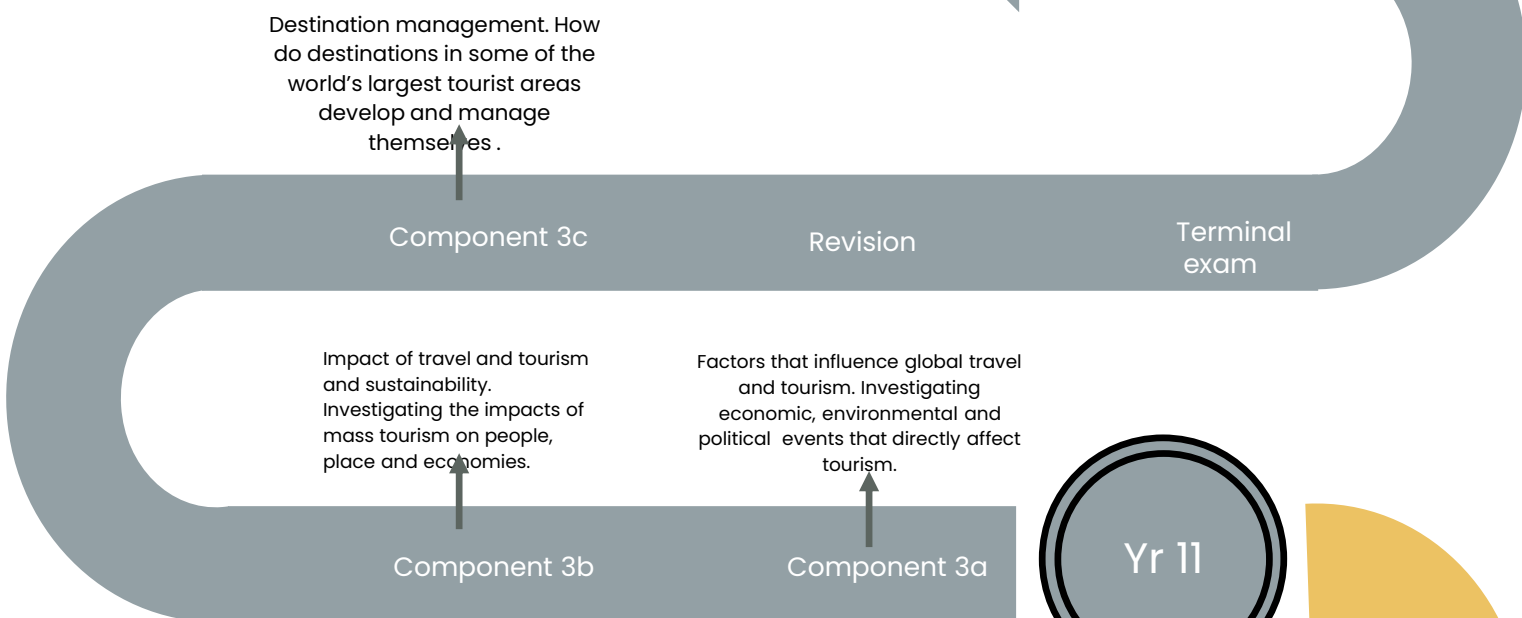 Destination management. How
do destinations in some of the
world's largest tourist areas
develop and manage
themselves .
Component 3c
Revision
Terminal
exam
Impact of travel and tourism
and sustainability.
Investigating the impacts of
mass tourism on people,
place and economies.
Factors that influence global travel
and tourism. Investigating
economic, environmental and
political  events that directly affect
tourism.
Component 3b
Component 3a
Yr 11